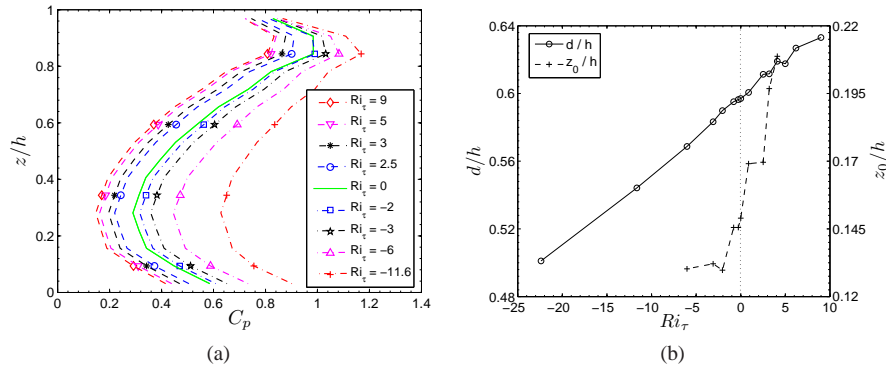 (a)
z/h
1
0.8
0.6
0.4
0.2
0
0
0.2
0.4
0.6
0.8
1
1.2
1.4
C_p
Ri_τ = 9
Ri_τ = 5
Ri_τ = 3
Ri_τ = 2.5
Ri_τ = 0
Ri_τ = −2
Ri_τ = −3
Ri_τ = −6
Ri_τ = −11.6
(a)
(b)
d/h
0.64
0.6
0.56
0.52
0.48
d / h
z_0 / h
0.22
0.195
0.17
0.145
0.12
z_0/h
−25
−20
−15
−10
−5
0
5
10
Ri_τ
(b)